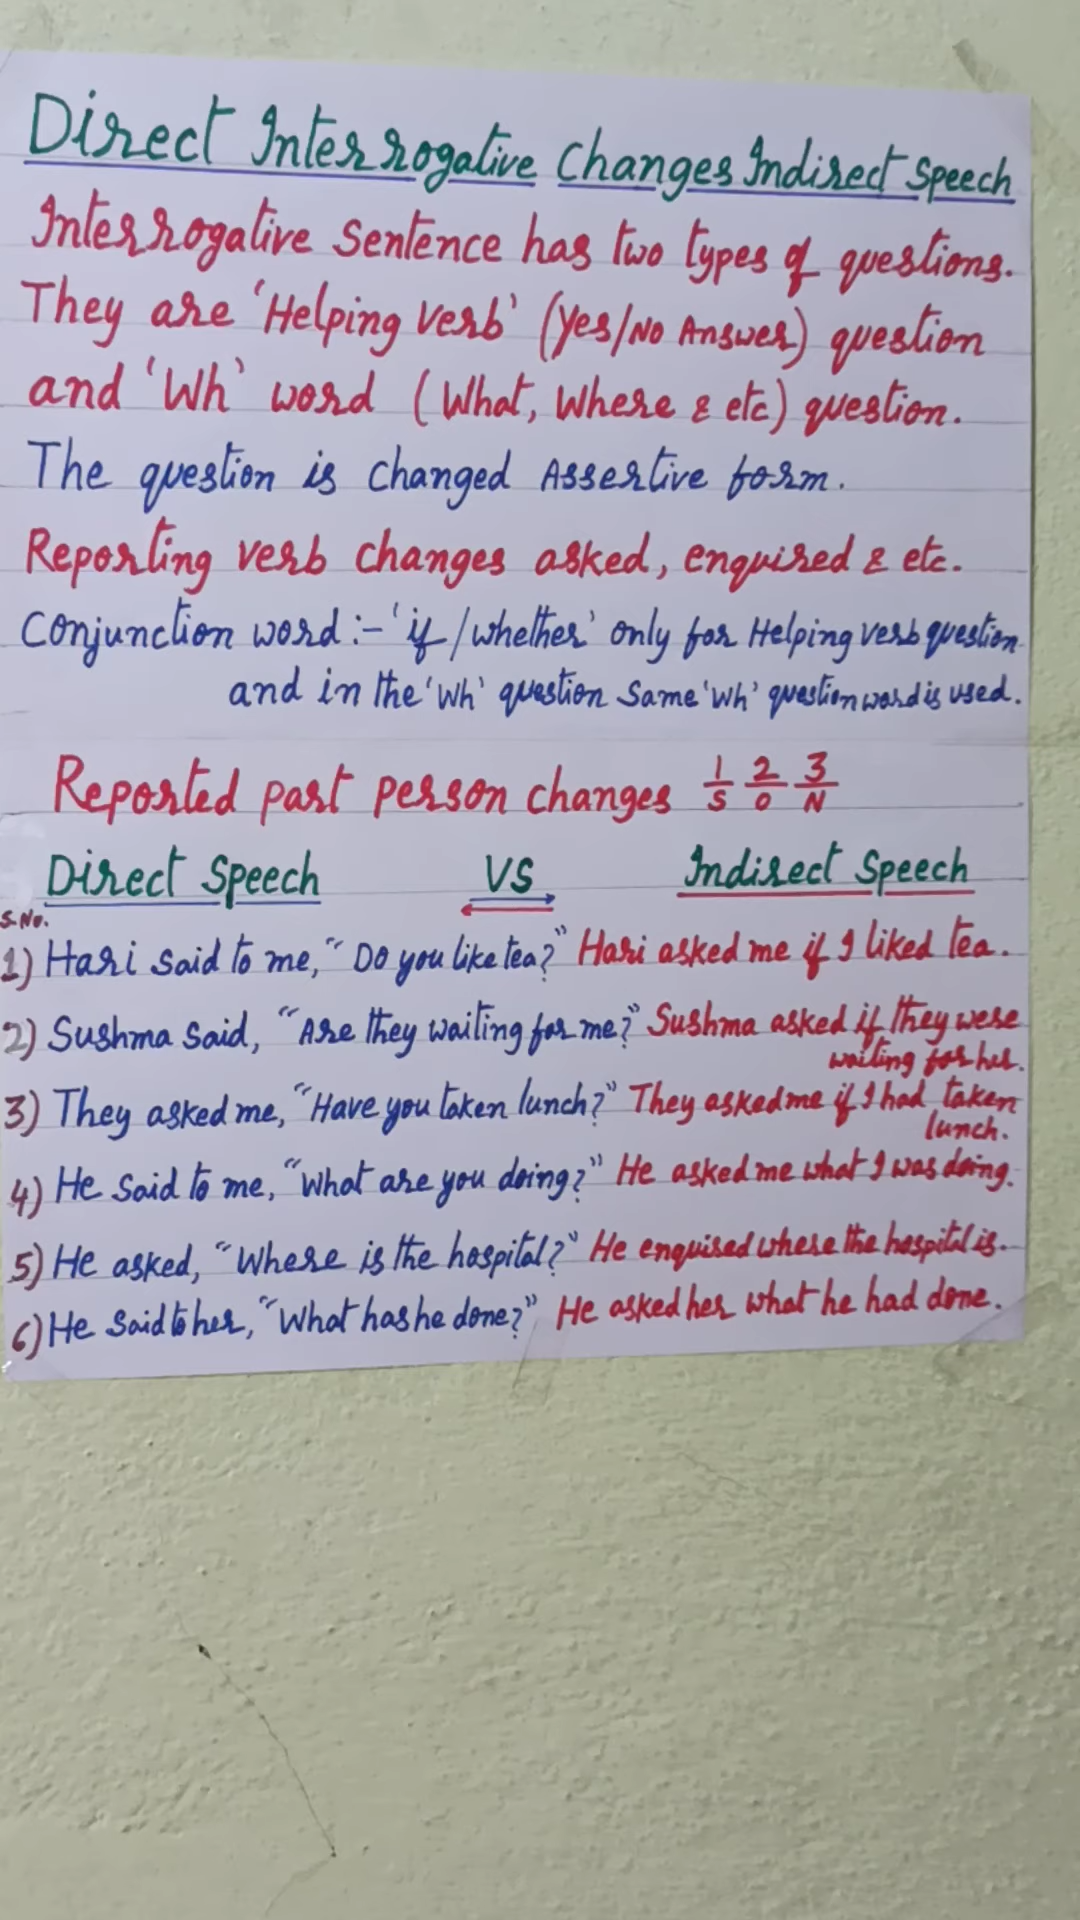 Direct Interrogative Changes Indirect Speech
Interrogative Sentence has two types of questions.
They are 'Helping verb' (Yes/No Answer) question
and 'Wh' word (What, Where & etc) question.
The question is Changed Assertive form.
Reporting verb changes asked, enquired & etc.
Conjunction word :- 'if/whether' only for Helping verb question
and in the 'Wh' question Same 'Wh' question word is used.
Reported part person changes 1/S 2/O 3/N
Direct Speech VS Indirect Speech
S.No.
1) Hari said to me, "Do you like tea?" Hari asked me if I liked tea.
2) Sushma said, "Are they waiting for me?" Sushma asked if they were
waiting for her.
3) They asked me, "Have you taken lunch?" They asked me if I had taken
lunch.
4) He said to me, "What are you doing?" He asked me what I was doing.
5) He asked, "Where is the hospital?" He enquired where the hospital is.
6) He said to her, "What has he done?" He asked her what he had done.